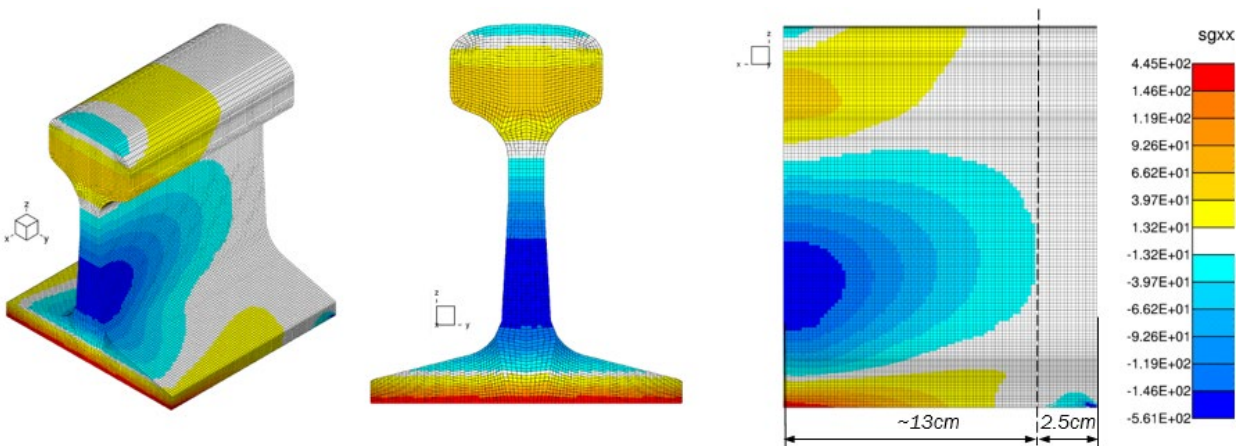 z
x
y
z
x
y
z
x
y
sgxx
4.45E+02
1.46E+02
1.19E+02
9.26E+01
6.62E+01
3.97E+01
1.32E+01
-1.32E+01
-3.97E+01
-6.62E+01
-9.26E+01
-1.19E+02
-1.46E+02
-5.61E+02
~13cm
2.5cm